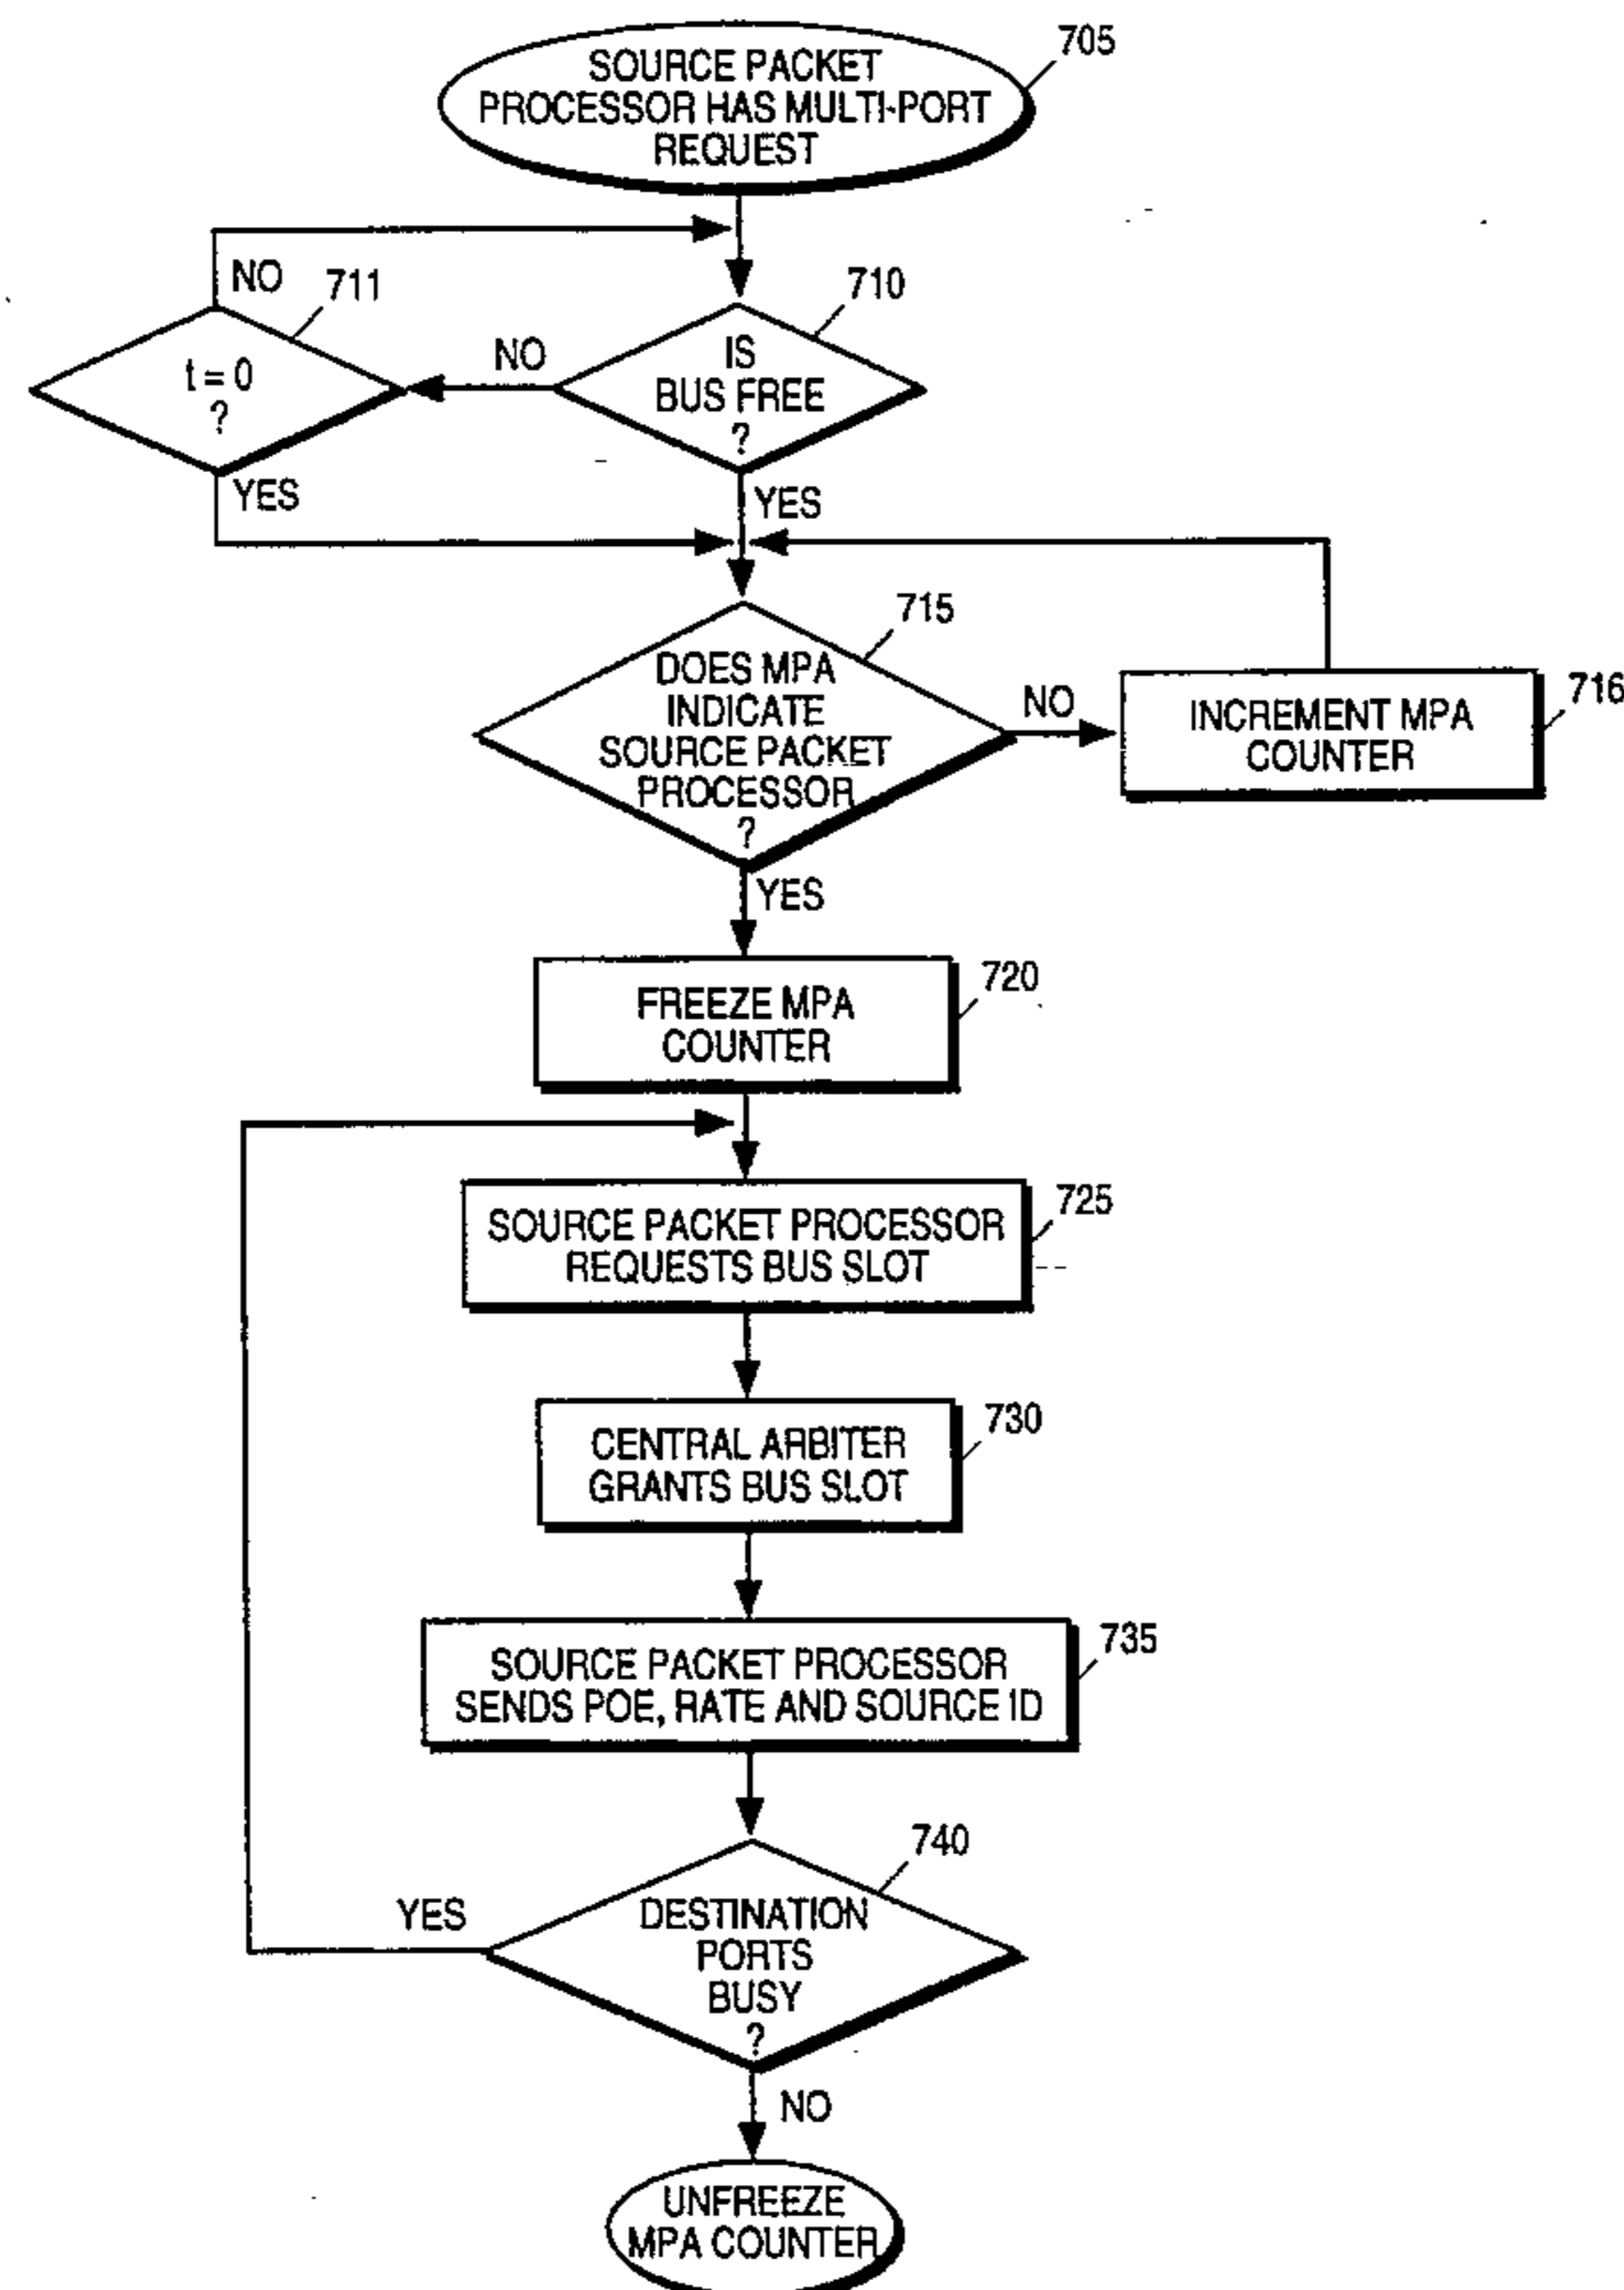 SOURCE PACKET
PROCESSOR HAS MULTI-PORT
REQUEST
705
NO
711
t = 0
?
YES
NO
710
IS
BUS FREE
?
YES
715
DOES MPA
INDICATE
SOURCE PACKET
PROCESSOR
?
NO
716
INCREMENT MPA
COUNTER
YES
720
FREEZE MPA
COUNTER
725
SOURCE PACKET PROCESSOR
REQUESTS BUS SLOT
730
CENTRAL ARBITER
GRANTS BUS SLOT
735
SOURCE PACKET PROCESSOR
SENDS POE, RATE AND SOURCE ID
740
YES
DESTINATION
PORTS
BUSY
?
NO
UNFREEZE
MPA COUNTER